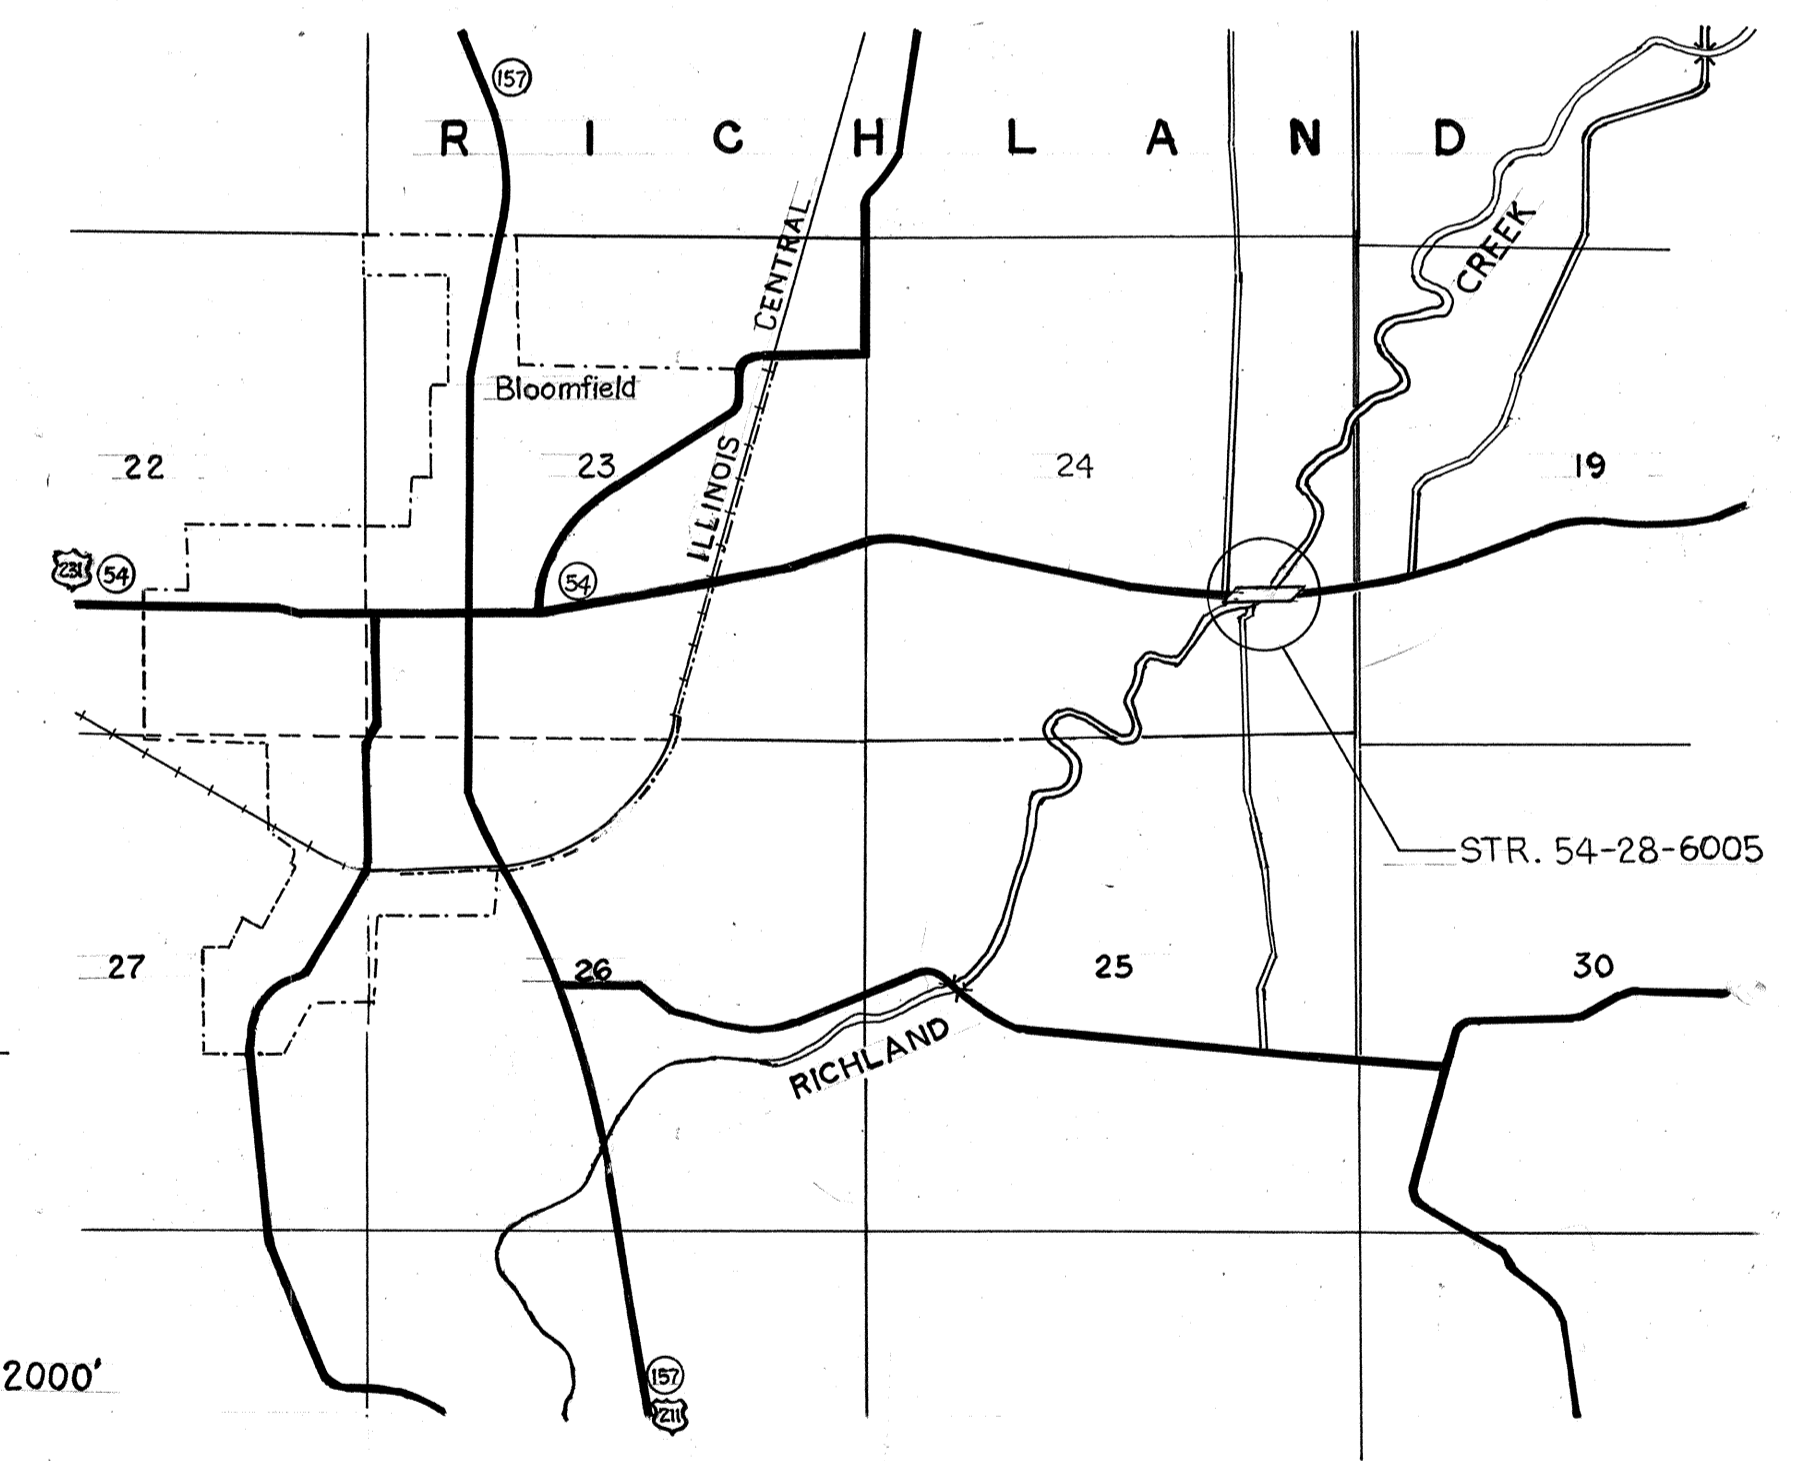 157
RICHLAND
CREEK
ILLINOIS CENTRAL
Bloomfield
22
23
24
19
231
54
54
STR. 54-28-6005
27
26
25
30
RICHLAND
2000'
157
211